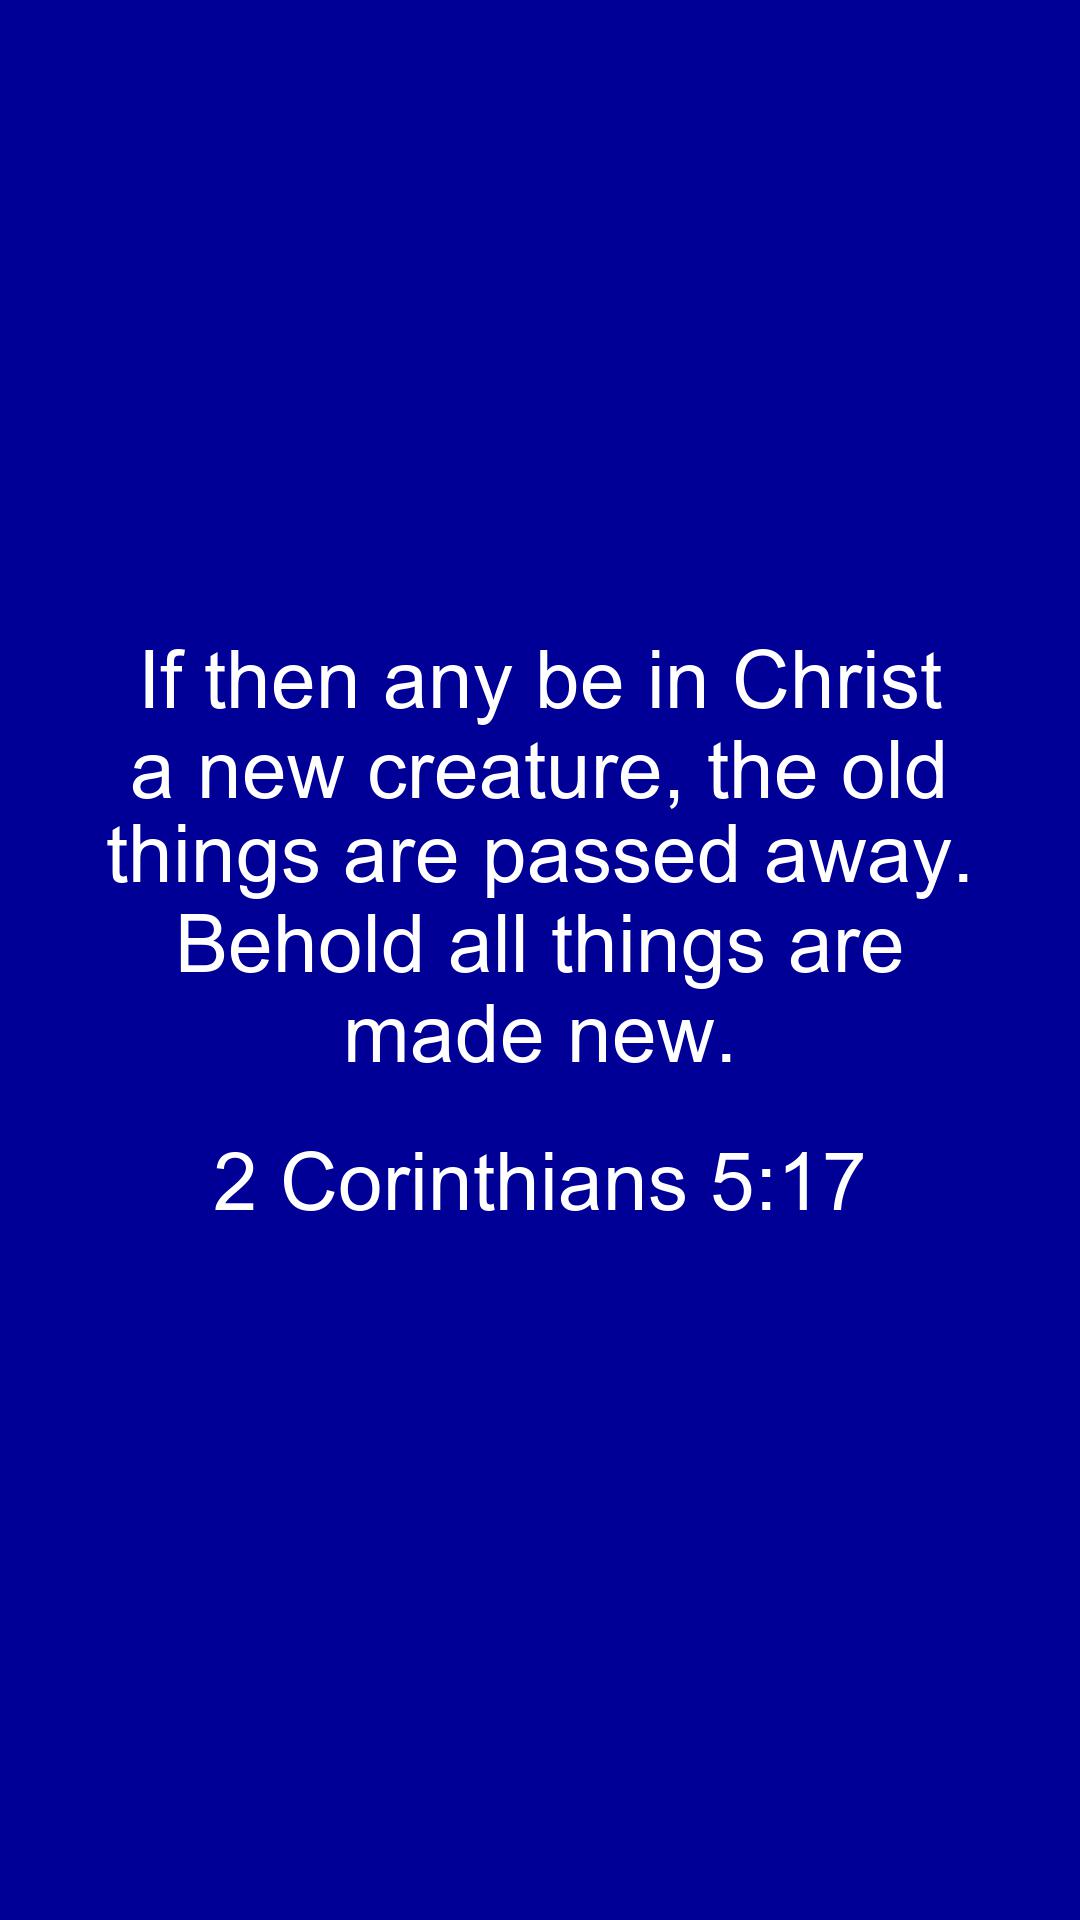 If then any be in Christ
a new creature, the old
things are passed away.
Behold all things are
made new.
2 Corinthians 5:17